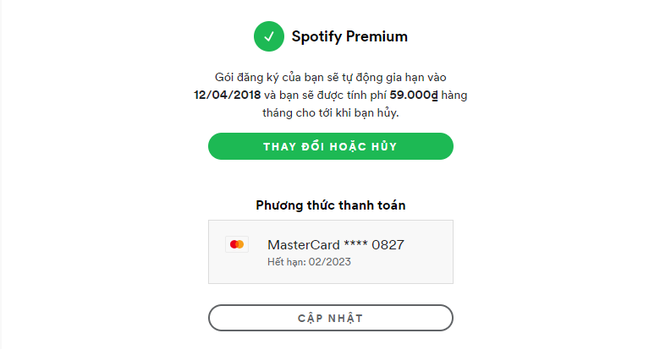 Spotify Premium
Gói đăng ký của bạn sẽ tự động gia hạn vào
12/04/2018 và bạn sẽ được tính phí 59.000₫ hàng
tháng cho tới khi bạn hủy.
THAY ĐỔI HOẶC HỦY
Phương thức thanh toán
MasterCard **** 0827
Hết hạn: 02/2023
CẬP NHẬT